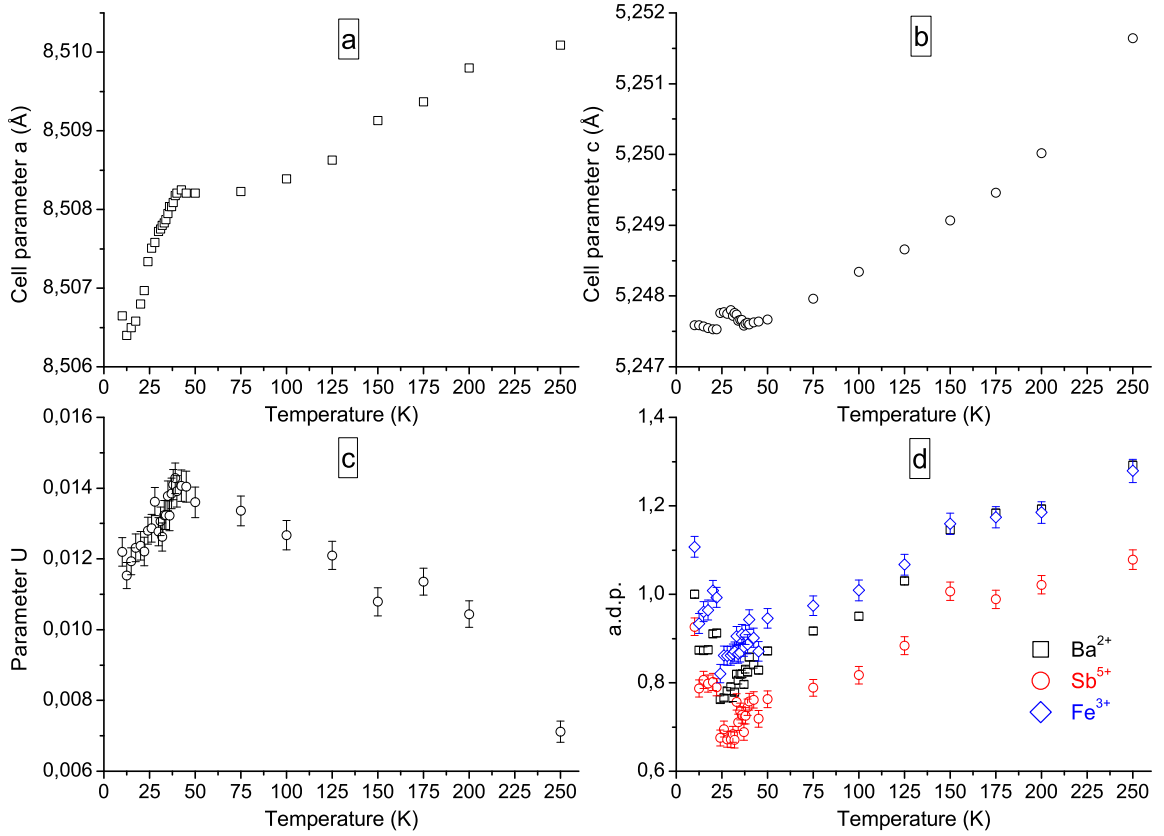 a
Cell parameter a (Å)
8,510
8,509
8,508
8,507
8,506
0 25 50 75 100 125 150 175 200 225 250
Temperature (K)
b
Cell parameter c (Å)
5,252
5,251
5,250
5,249
5,248
5,247
0 25 50 75 100 125 150 175 200 225 250
Temperature (K)
c
Parameter U
0,016
0,014
0,012
0,010
0,008
0,006
0 25 50 75 100 125 150 175 200 225 250
Temperature (K)
d
a.d.p.
1,4
1,2
1,0
0,8
0,6
Ba²⁺
Sb⁵⁺
Fe³⁺
0 25 50 75 100 125 150 175 200 225 250
Temperature (K)